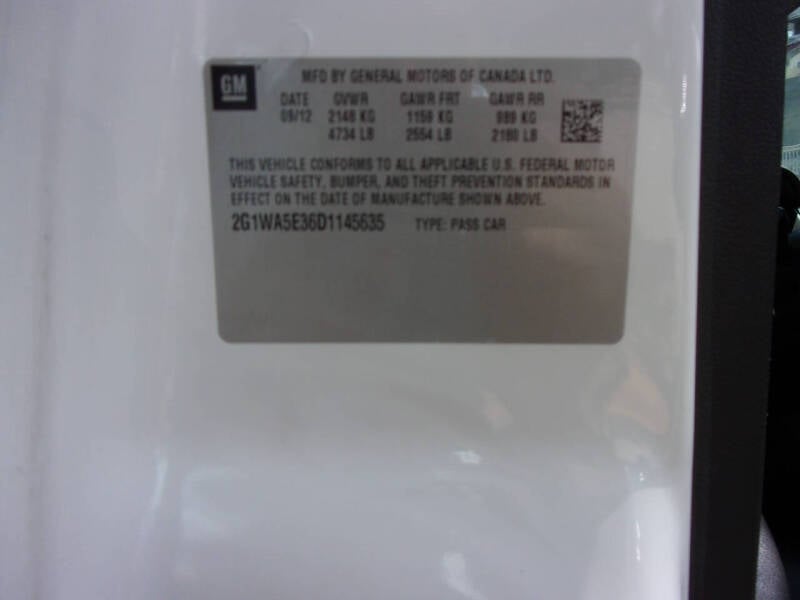 GM
MFD BY GENERAL MOTORS OF CANADA LTD.
DATE GVWR GAWR FRT GAWR RR
09/12 2148 KG 1159 KG 989 KG
4734 LB 2554 LB 2180 LB
THIS VEHICLE CONFORMS TO ALL APPLICABLE U.S. FEDERAL MOTOR
VEHICLE SAFETY, BUMPER, AND THEFT PREVENTION STANDARDS IN
EFFECT ON THE DATE OF MANUFACTURE SHOWN ABOVE.
2G1WA5E36D1145635 TYPE: PASS CAR